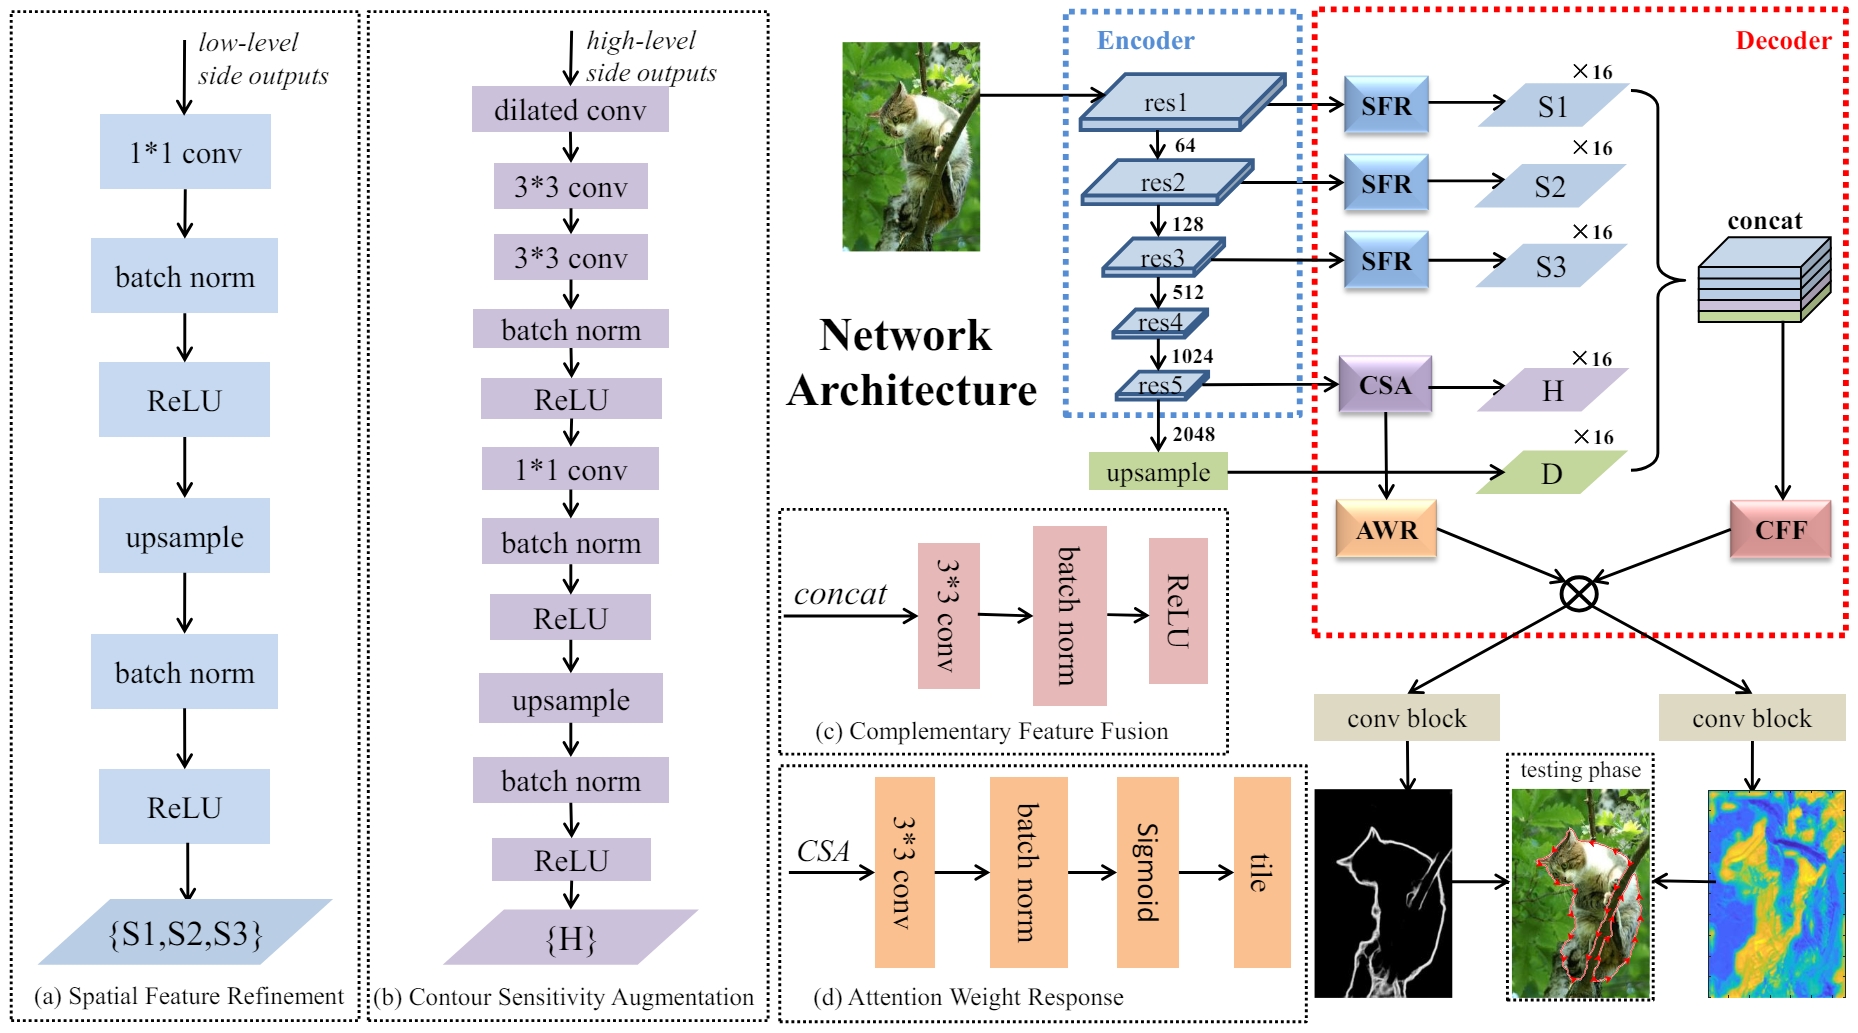 low-level
side outputs
1*1 conv
batch norm
ReLU
upsample
batch norm
ReLU
{S1,S2,S3}
(a) Spatial Feature Refinement
high-level
side outputs
dilated conv
3*3 conv
3*3 conv
batch norm
ReLU
1*1 conv
batch norm
ReLU
upsample
batch norm
ReLU
{H}
(b) Contour Sensitivity Augmentation
Network
Architecture
Encoder
res1
64
res2
128
res3
512
res4
1024
res5
2048
upsample
Decoder
SFR
S1
×16
SFR
S2
×16
SFR
S3
×16
CSA
H
×16
D
×16
concat
AWR
CFF
concat
3*3 conv
batch norm
ReLU
(c) Complementary Feature Fusion
CSA
3*3 conv
batch norm
Sigmoid
tile
(d) Attention Weight Response
conv block
conv block
testing phase